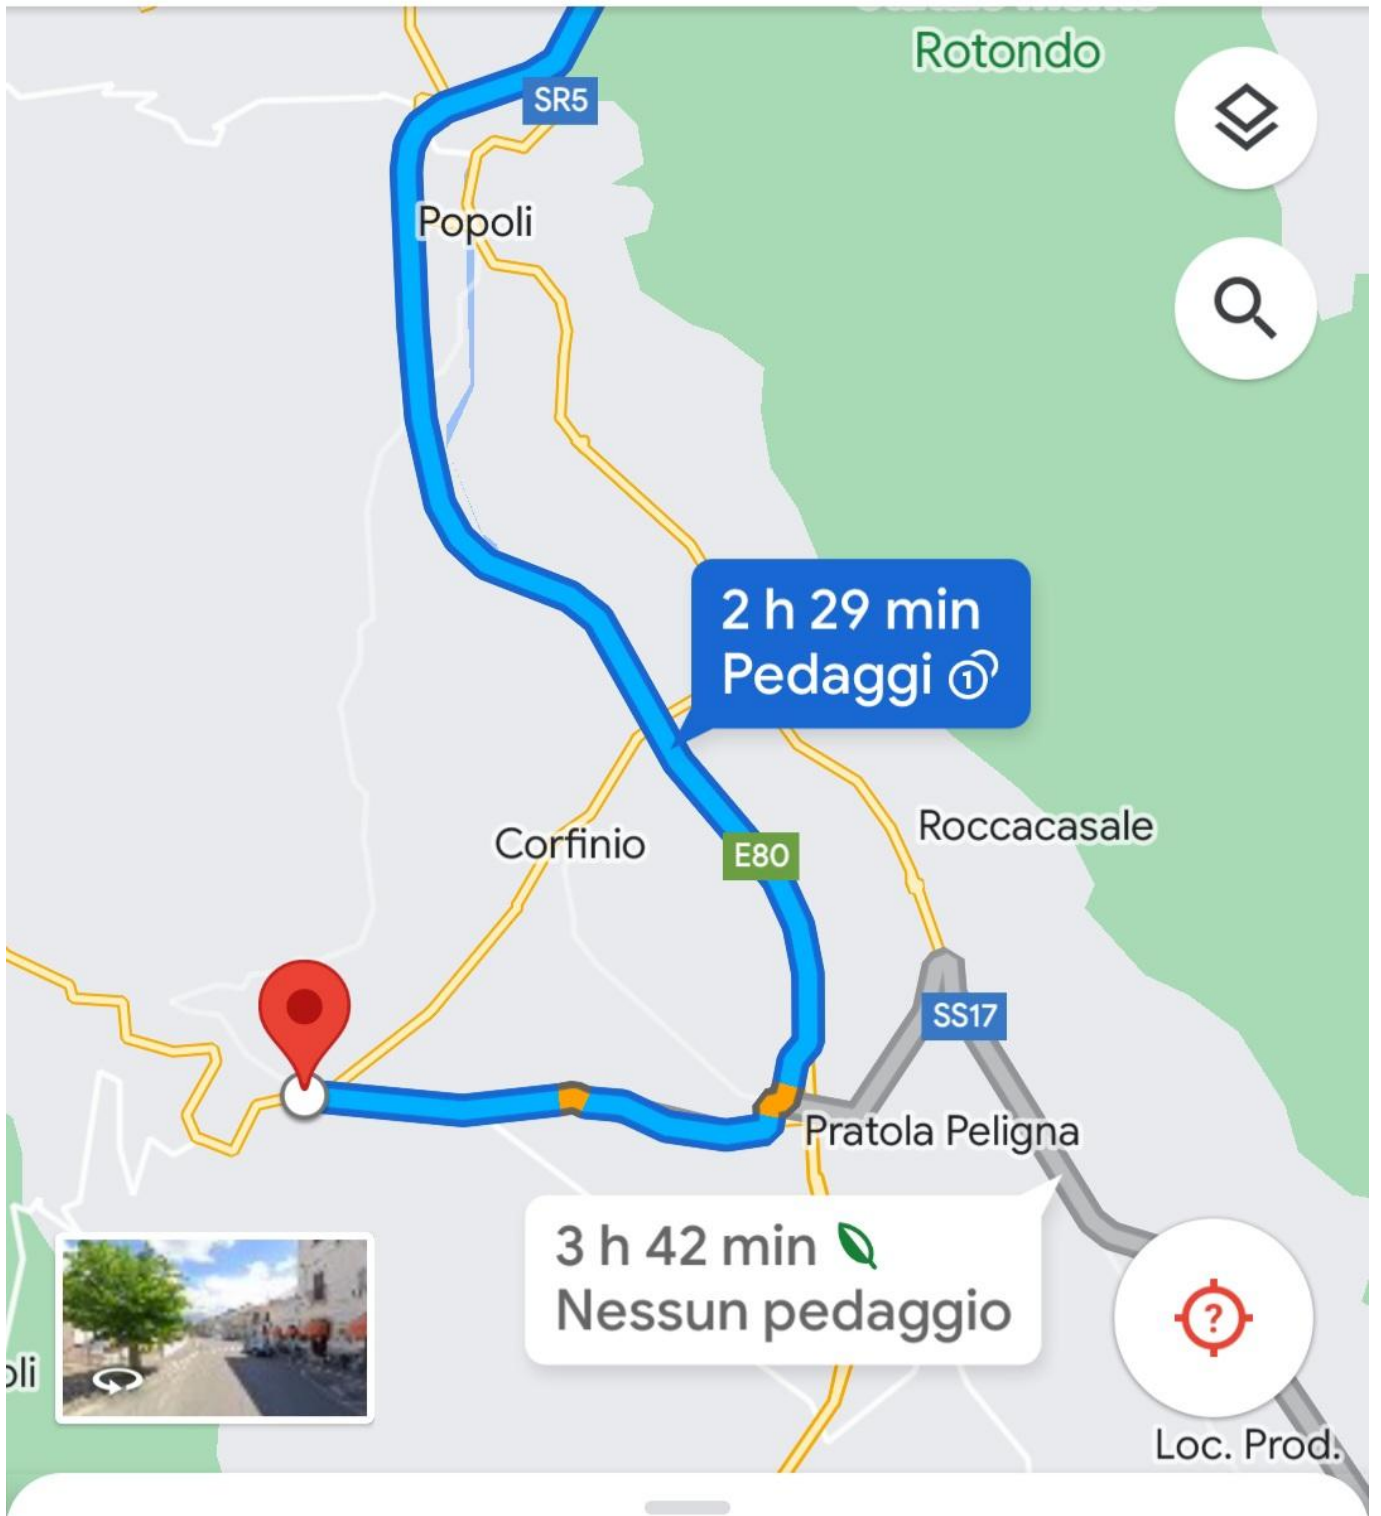 Rotondo
SR5
Popoli
2 h 29 min
Pedaggi
Roccacasale
Corfinio
E80
SS17
Pratola Peligna
3 h 42 min
Nessun pedaggio
?
oli
Loc. Prod.